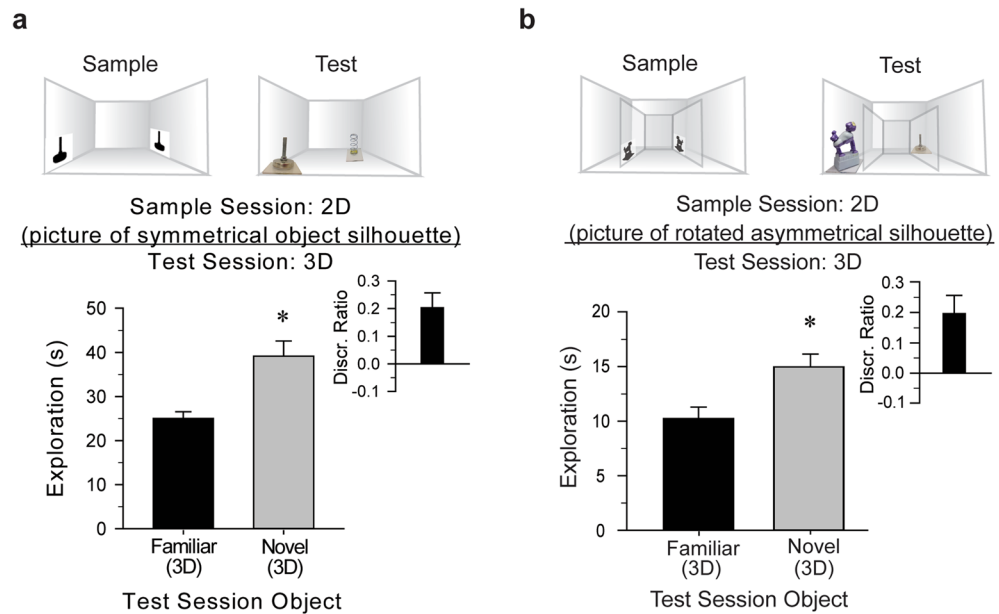 a
Sample
Test
Sample Session: 2D
(picture of symmetrical object silhouette)
Test Session: 3D
50
40
30
20
10
0
Exploration (s)
*
Familiar
(3D)
Novel
(3D)
Test Session Object
0.3
0.2
0.1
0.0
-0.1
Discr. Ratio
b
Sample
Test
Sample Session: 2D
(picture of rotated asymmetrical silhouette)
Test Session: 3D
20
15
10
5
0
Exploration (s)
*
Familiar
(3D)
Novel
(3D)
Test Session Object
0.3
0.2
0.1
0.0
-0.1
Discr. Ratio